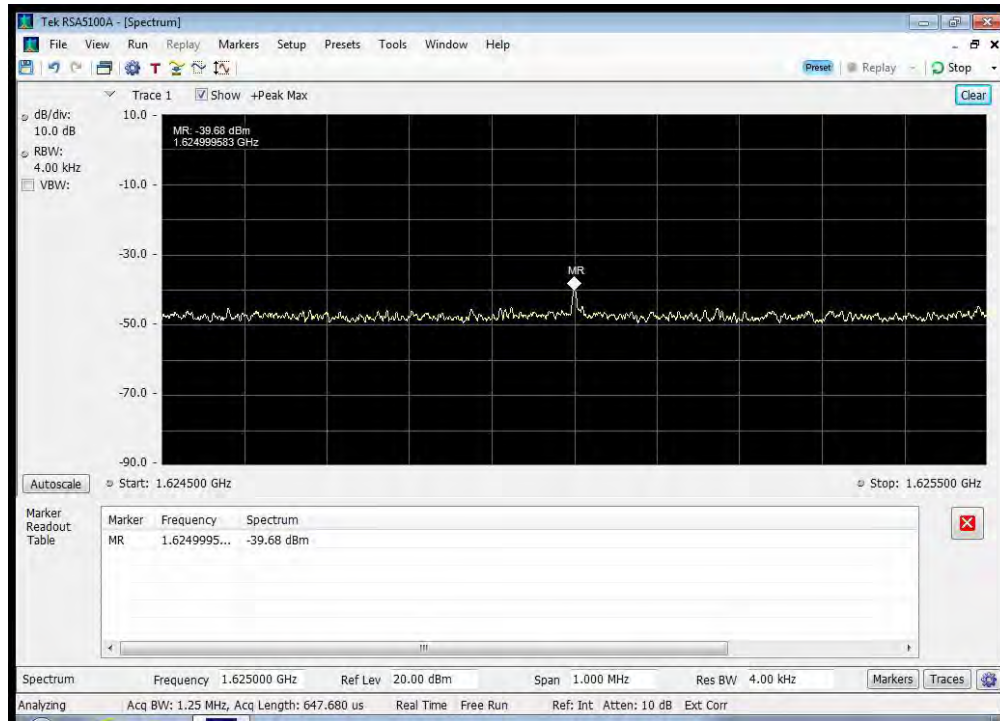 Tek RSA5100A - [Spectrum]
File View Run Replay Markers Setup Presets Tools Window Help
T
Preset Replay Stop
Trace 1 Show +Peak Max Clear
dB/div:
10.0 dB
RBW:
4.00 kHz
VBW:
10.0
MR: -39.68 dBm
1.624999583 GHz
-10.0
-30.0
MR
-50.0
-70.0
-90.0
Autoscale Start: 1.624500 GHz Stop: 1.625500 GHz
Marker
Readout
Table
Marker Frequency Spectrum
MR 1.6249995... -39.68 dBm
Spectrum Frequency 1.625000 GHz Ref Lev 20.00 dBm Span 1.000 MHz Res BW 4.00 kHz Markers Traces
Analyzing Acq BW: 1.25 MHz, Acq Length: 647.680 us Real Time Free Run Ref: Int Atten: 10 dB Ext Corr